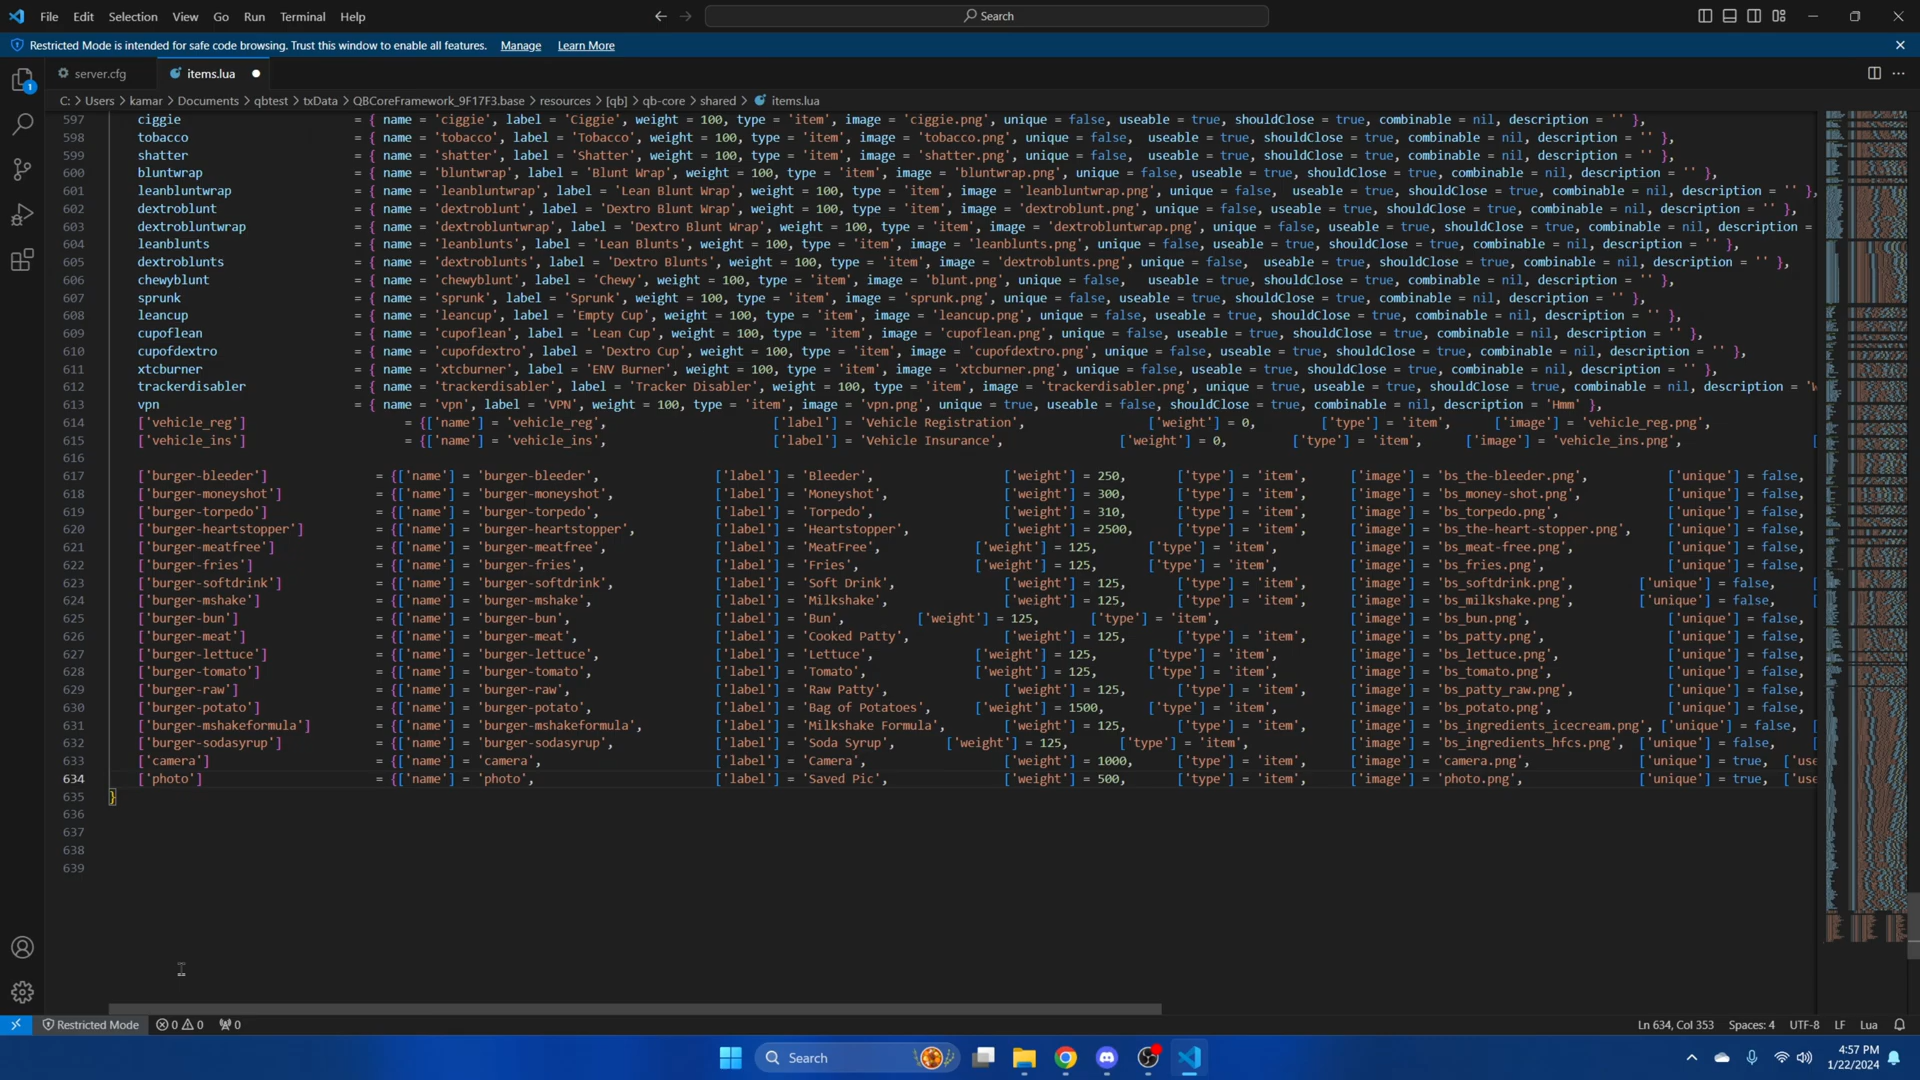 File Edit Selection View Go Run Terminal Help Search
Restricted Mode is intended for safe code browsing. Trust this window to enable all features. Manage Learn More
server.cfg items.lua
C: > Users > kamar > Documents > qbtest > txData > QBCoreFramework_9F17F3.base > resources > [qb] > qb-core > shared > items.lua
597 ciggie = { name = 'ciggie', label = 'Ciggie', weight = 100, type = 'item', image = 'ciggie.png', unique = false, useable = true, shouldClose = true, combinable = nil, description = '' },
598 tobacco = { name = 'tobacco', label = 'Tobacco', weight = 100, type = 'item', image = 'tobacco.png', unique = false, useable = true, shouldClose = true, combinable = nil, description = '' },
599 shatter = { name = 'shatter', label = 'Shatter', weight = 100, type = 'item', image = 'shatter.png', unique = false, useable = true, shouldClose = true, combinable = nil, description = '' },
600 bluntwrap = { name = 'bluntwrap', label = 'Blunt Wrap', weight = 100, type = 'item', image = 'bluntwrap.png', unique = false, useable = true, shouldClose = true, combinable = nil, description = '' },
601 leanbluntwrap = { name = 'leanbluntwrap', label = 'Lean Blunt Wrap', weight = 100, type = 'item', image = 'leanbluntwrap.png', unique = false, useable = true, shouldClose = true, combinable = nil, description = '' },
602 dextroblunt = { name = 'dextroblunt', label = 'Dextro Blunt Wrap', weight = 100, type = 'item', image = 'dextroblunt.png', unique = false, useable = true, shouldClose = true, combinable = nil, description = '' },
603 dextrobluntwrap = { name = 'dextrobluntwrap', label = 'Dextro Blunt Wrap', weight = 100, type = 'item', image = 'dextrobluntwrap.png', unique = false, useable = true, shouldClose = true, combinable = nil, description =
604 leanblunts = { name = 'leanblunts', label = 'Lean Blunts', weight = 100, type = 'item', image = 'leanblunts.png', unique = false, useable = true, shouldClose = true, combinable = nil, description = '' },
605 dextroblunts = { name = 'dextroblunts', label = 'Dextro Blunts', weight = 100, type = 'item', image = 'dextroblunts.png', unique = false, useable = true, shouldClose = true, combinable = nil, description = '' },
606 chewyblunt = { name = 'chewyblunt', label = 'Chewy', weight = 100, type = 'item', image = 'blunt.png', unique = false, useable = true, shouldClose = true, combinable = nil, description = '' },
607 sprunk = { name = 'sprunk', label = 'Sprunk', weight = 100, type = 'item', image = 'sprunk.png', unique = false, useable = true, shouldClose = true, combinable = nil, description = '' },
608 leancup = { name = 'leancup', label = 'Empty Cup', weight = 100, type = 'item', image = 'leancup.png', unique = false, useable = true, shouldClose = true, combinable = nil, description = '' },
609 cupoflean = { name = 'cupoflean', label = 'Lean Cup', weight = 100, type = 'item', image = 'cupoflean.png', unique = false, useable = true, shouldClose = true, combinable = nil, description = '' },
610 cupofdextro = { name = 'cupofdextro', label = 'Dextro Cup', weight = 100, type = 'item', image = 'cupofdextro.png', unique = false, useable = true, shouldClose = true, combinable = nil, description = '' },
611 xtcburner = { name = 'xtcburner', label = 'ENV Burner', weight = 100, type = 'item', image = 'xtcburner.png', unique = false, useable = true, shouldClose = true, combinable = nil, description = '' },
612 trackerdisabler = { name = 'trackerdisabler', label = 'Tracker Disabler', weight = 100, type = 'item', image = 'trackerdisabler.png', unique = true, useable = true, shouldClose = true, combinable = nil, description =
613 vpn = { name = 'vpn', label = 'VPN', weight = 100, type = 'item', image = 'vpn.png', unique = true, useable = false, shouldClose = true, combinable = nil, description = 'Hmm' },
614 ['vehicle_reg'] = {['name'] = 'vehicle_reg', ['label'] = 'Vehicle Registration', ['weight'] = 0, ['type'] = 'item', ['image'] = 'vehicle_reg.png',
615 ['vehicle_ins'] = {['name'] = 'vehicle_ins', ['label'] = 'Vehicle Insurance', ['weight'] = 0, ['type'] = 'item', ['image'] = 'vehicle_ins.png', [
616
617 ['burger-bleeder'] = {['name'] = 'burger-bleeder', ['label'] = 'Bleeder', ['weight'] = 250, ['type'] = 'item', ['image'] = 'bs_the-bleeder.png', ['unique'] = false,
618 ['burger-moneyshot'] = {['name'] = 'burger-moneyshot', ['label'] = 'Moneyshot', ['weight'] = 300, ['type'] = 'item', ['image'] = 'bs_money-shot.png', ['unique'] = false,
619 ['burger-torpedo'] = {['name'] = 'burger-torpedo', ['label'] = 'Torpedo', ['weight'] = 310, ['type'] = 'item', ['image'] = 'bs_torpedo.png', ['unique'] = false,
620 ['burger-heartstopper'] = {['name'] = 'burger-heartstopper', ['label'] = 'Heartstopper', ['weight'] = 2500, ['type'] = 'item', ['image'] = 'bs_the-heart-stopper.png', ['unique'] = false,
621 ['burger-meatfree'] = {['name'] = 'burger-meatfree', ['label'] = 'MeatFree', ['weight'] = 125, ['type'] = 'item', ['image'] = 'bs_meat-free.png', ['unique'] = false,
622 ['burger-fries'] = {['name'] = 'burger-fries', ['label'] = 'Fries', ['weight'] = 125, ['type'] = 'item', ['image'] = 'bs_fries.png', ['unique'] = false,
623 ['burger-softdrink'] = {['name'] = 'burger-softdrink', ['label'] = 'Soft Drink', ['weight'] = 125, ['type'] = 'item', ['image'] = 'bs_softdrink.png', ['unique'] = false, [
624 ['burger-mshake'] = {['name'] = 'burger-mshake', ['label'] = 'Milkshake', ['weight'] = 125, ['type'] = 'item', ['image'] = 'bs_milkshake.png', ['unique'] = false, [
625 ['burger-bun'] = {['name'] = 'burger-bun', ['label'] = 'Bun', ['weight'] = 125, ['type'] = 'item', ['image'] = 'bs_bun.png', ['unique'] = false,
626 ['burger-meat'] = {['name'] = 'burger-meat', ['label'] = 'Cooked Patty', ['weight'] = 125, ['type'] = 'item', ['image'] = 'bs_patty.png', ['unique'] = false,
627 ['burger-lettuce'] = {['name'] = 'burger-lettuce', ['label'] = 'Lettuce', ['weight'] = 125, ['type'] = 'item', ['image'] = 'bs_lettuce.png', ['unique'] = false,
628 ['burger-tomato'] = {['name'] = 'burger-tomato', ['label'] = 'Tomato', ['weight'] = 125, ['type'] = 'item', ['image'] = 'bs_tomato.png', ['unique'] = false,
629 ['burger-raw'] = {['name'] = 'burger-raw', ['label'] = 'Raw Patty', ['weight'] = 125, ['type'] = 'item', ['image'] = 'bs_patty_raw.png', ['unique'] = false,
630 ['burger-potato'] = {['name'] = 'burger-potato', ['label'] = 'Bag of Potatoes', ['weight'] = 1500, ['type'] = 'item', ['image'] = 'bs_potato.png', ['unique'] = false,
631 ['burger-mshakeformula'] = {['name'] = 'burger-mshakeformula', ['label'] = 'Milkshake Formula', ['weight'] = 125, ['type'] = 'item', ['image'] = 'bs_ingredients_icecream.png', ['unique'] = false,
632 ['burger-sodasyrup'] = {['name'] = 'burger-sodasyrup', ['label'] = 'Soda Syrup', ['weight'] = 125, ['type'] = 'item', ['image'] = 'bs_ingredients_hfcs.png', ['unique'] = false, [
633 ['camera'] = {['name'] = 'camera', ['label'] = 'Camera', ['weight'] = 1000, ['type'] = 'item', ['image'] = 'camera.png', ['unique'] = true, ['use
634 ['photo'] = {['name'] = 'photo', ['label'] = 'Saved Pic', ['weight'] = 500, ['type'] = 'item', ['image'] = 'photo.png', ['unique'] = true, ['use
635 }
636
637
638
639
Restricted Mode 0 0 0 Ln 634, Col 353 Spaces: 4 UTF-8 LF Lua
Search 4:57 PM
1/22/2024